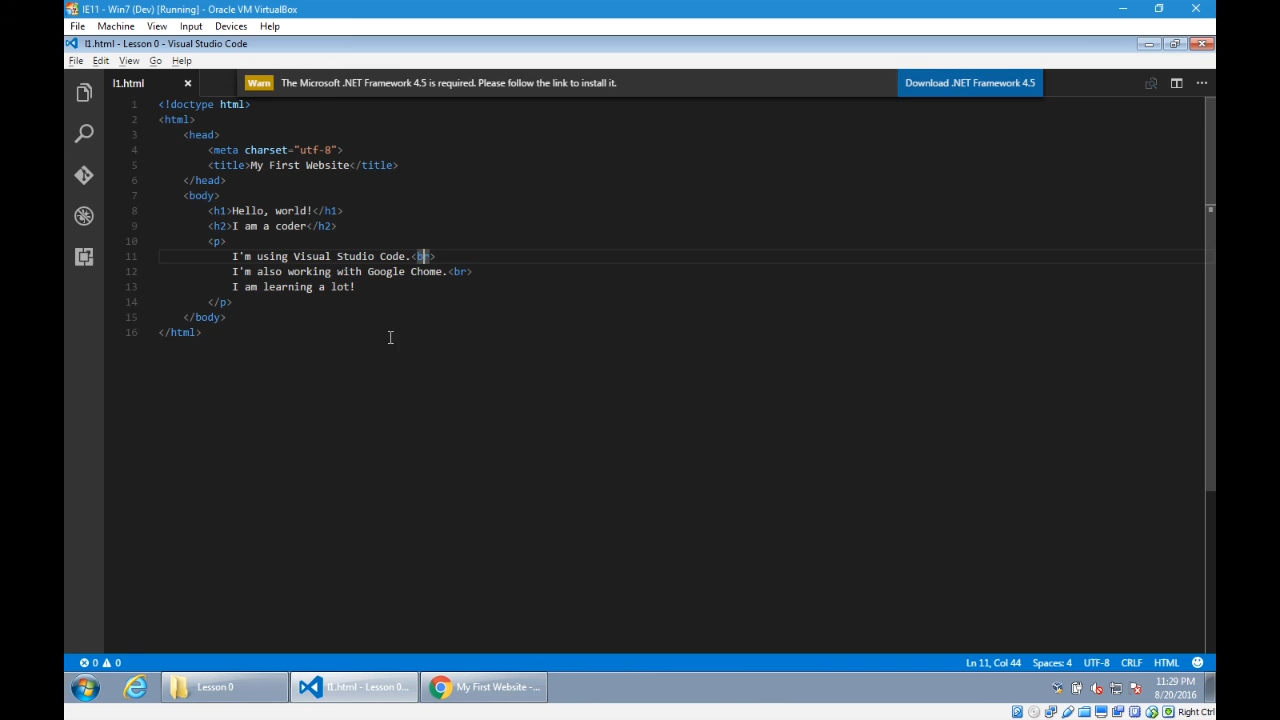 IE11 - Win7 (Dev) [Running] - Oracle VM VirtualBox
File Machine View Input Devices Help
l1.html - Lesson 0 - Visual Studio Code
File Edit View Go Help
l1.html
Warn The Microsoft .NET Framework 4.5 is required. Please follow the link to install it. Download .NET Framework 4.5
1 <!doctype html>
2 <html>
3 <head>
4 <meta charset="utf-8">
5 <title>My First Website</title>
6 </head>
7 <body>
8 <h1>Hello, world!</h1>
9 <h2>I am a coder</h2>
10 <p>
11 I'm using Visual Studio Code.<br>
12 I'm also working with Google Chome.<br>
13 I am learning a lot!
14 </p>
15 </body>
16 </html>
0 0 Ln 11, Col 44 Spaces: 4 UTF-8 CRLF HTML
Lesson 0 l1.html - Lesson 0... My First Website -... 11:29 PM
8/20/2016
Right Ctrl